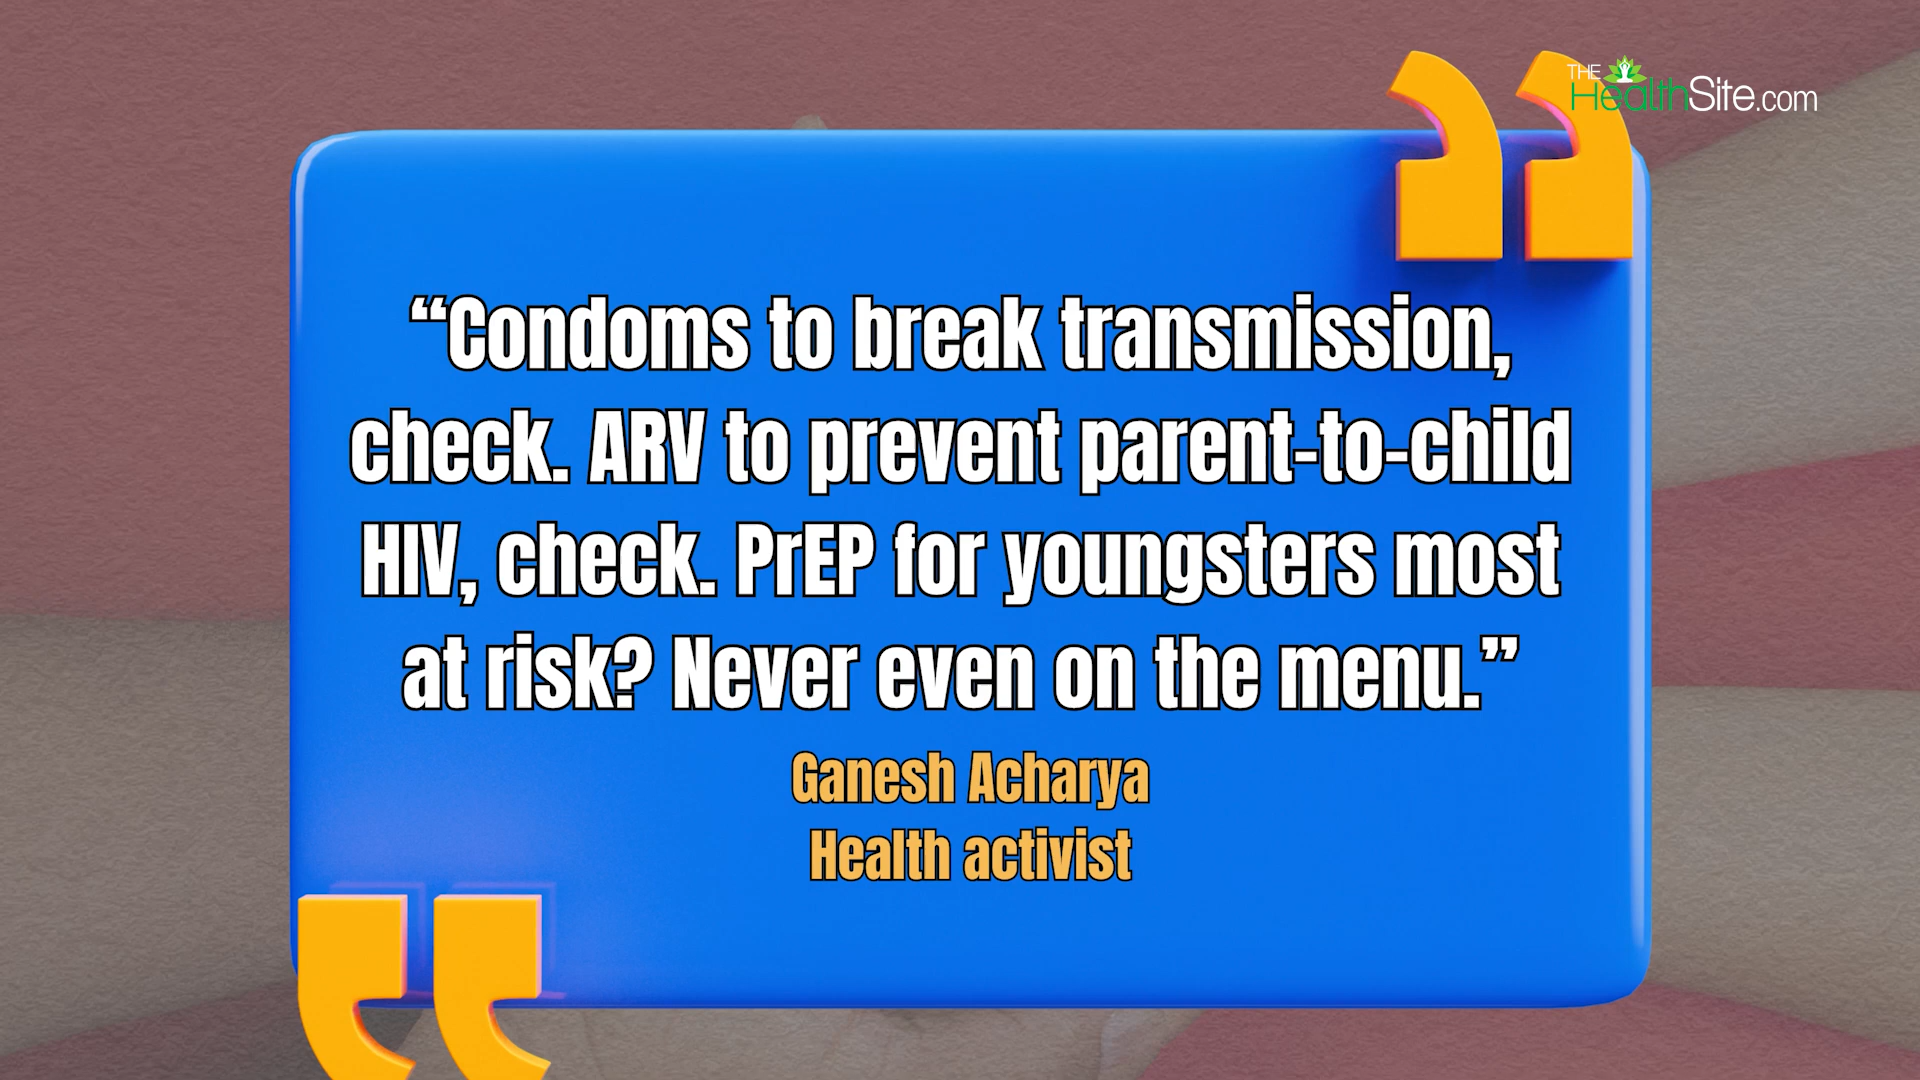 THE
HealthSite.com
“Condoms to break transmission,
check. ARV to prevent parent-to-child
HIV, check. PrEP for youngsters most
at risk? Never even on the menu.”
Ganesh Acharya
Health activist